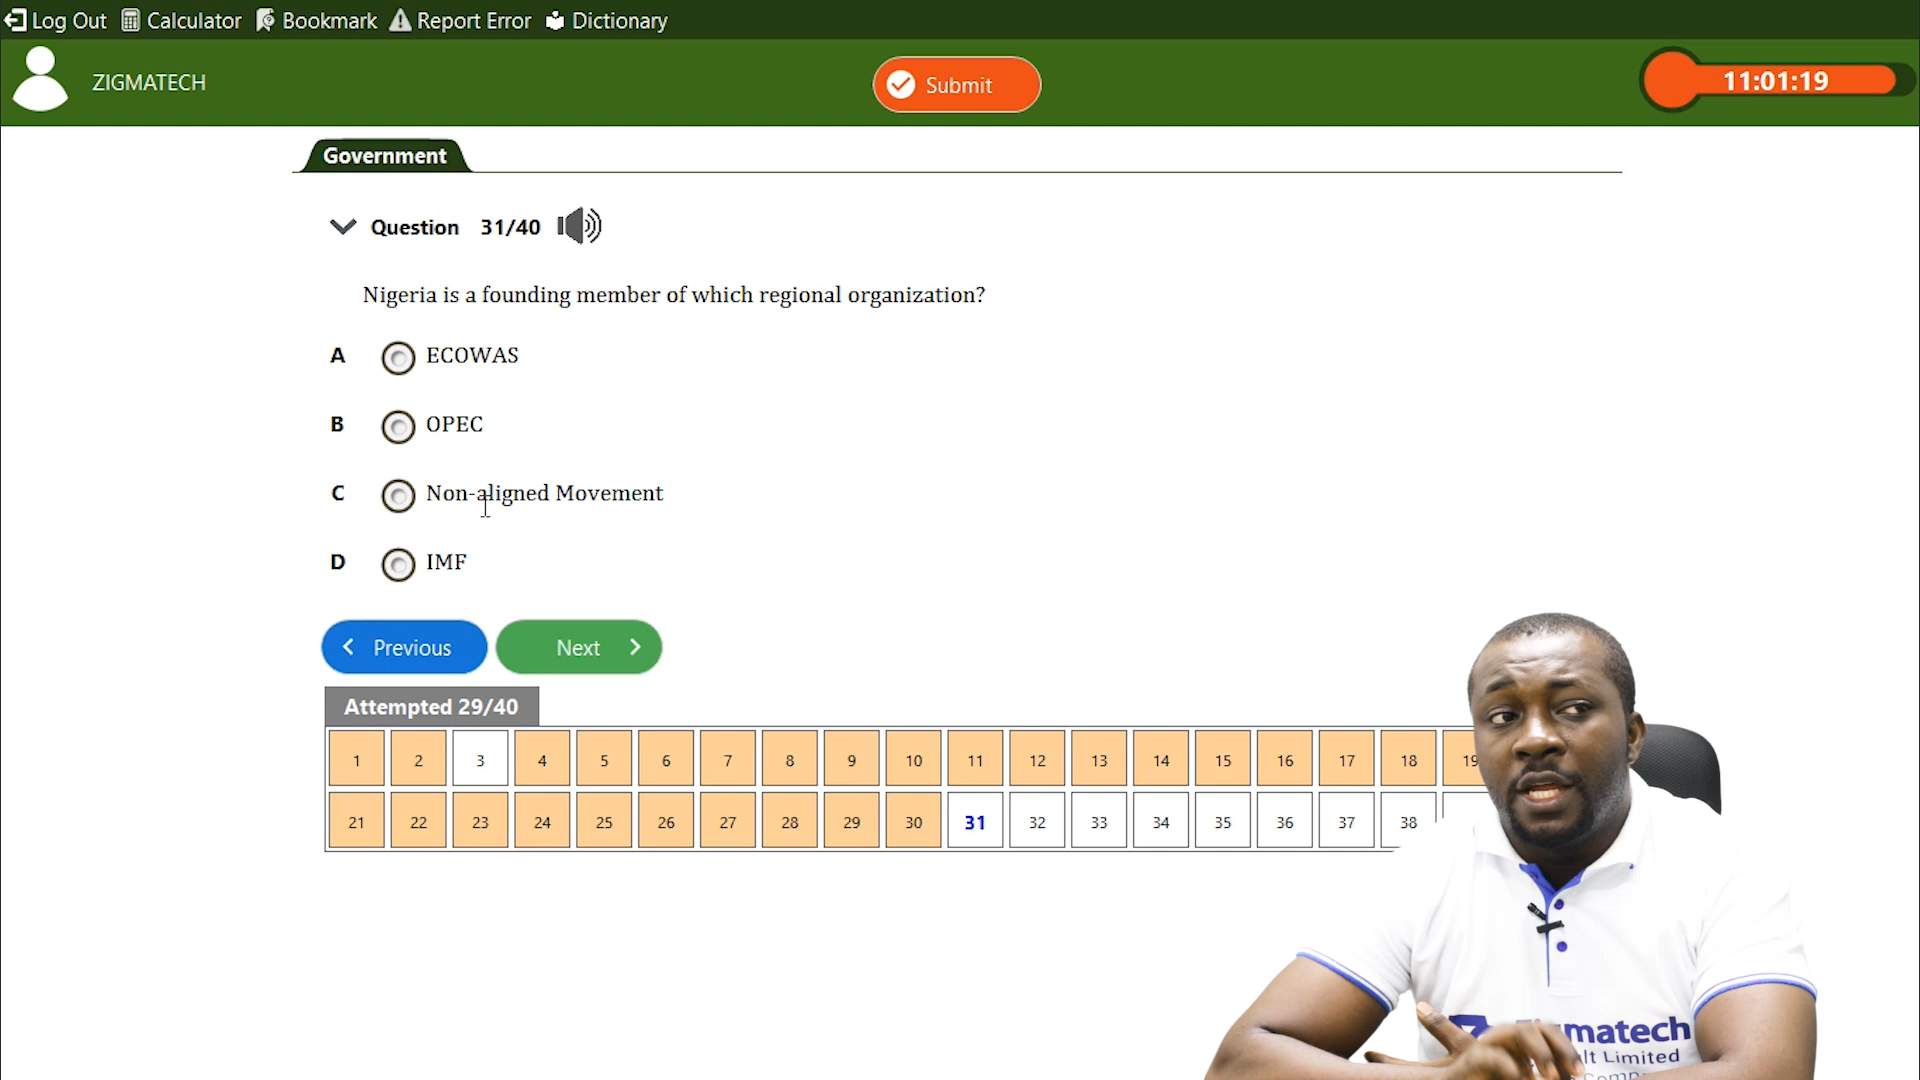 Log Out Calculator Bookmark Report Error Dictionary
ZIGMATECH
Submit
11:01:19
Government
Question 31/40
Nigeria is a founding member of which regional organization?
A ECOWAS
B OPEC
C Non-aligned Movement
D IMF
Previous Next
Attempted 29/40
1 2 3 4 5 6 7 8 9 10 11 12 13 14 15 16 17 18 19
21 22 23 24 25 26 27 28 29 30 31 32 33 34 35 36 37 38
Limited